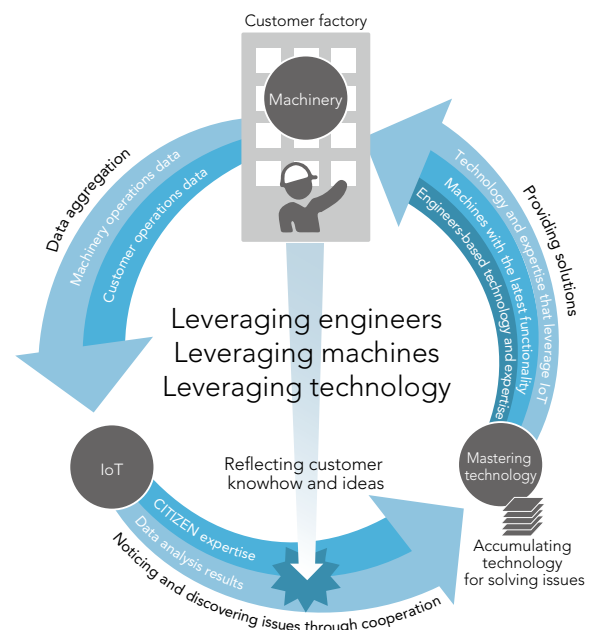 Customer factory
Machinery
Data aggregation
Machinery operations data
Customer operations data
Technology and expertise that leverage IoT
Machines with the latest functionality
Engineers-based technology and expertise
Providing solutions
Leveraging engineers
Leveraging machines
Leveraging technology
IoT
Reflecting customer
knowhow and ideas
Mastering
technology
CITIZEN expertise
Data analysis results
Noticing and discovering issues through cooperation
Accumulating
technology
for solving issues